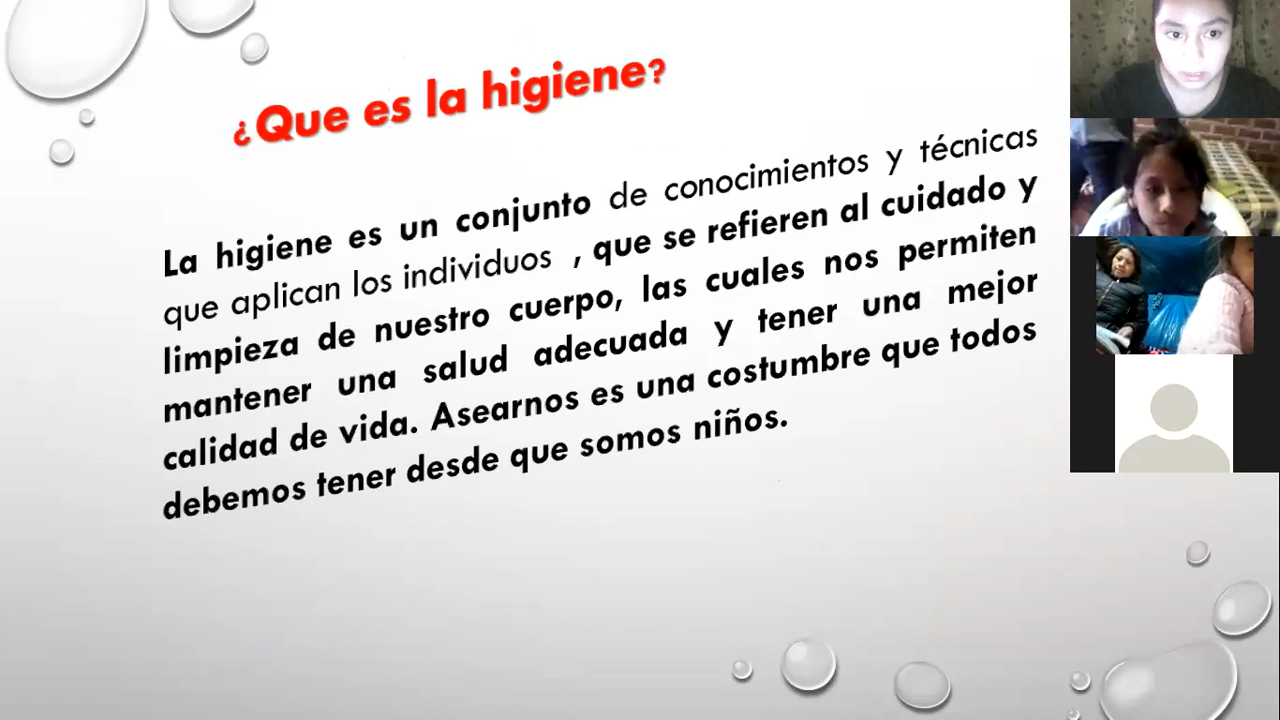 ¿Que es la higiene?
La higiene es un conjunto de conocimientos y técnicas
que aplican los individuos , que se refieren al cuidado y
limpieza de nuestro cuerpo, las cuales nos permiten
mantener una salud adecuada y tener una mejor
calidad de vida. Asearnos es una costumbre que todos
debemos tener desde que somos niños.